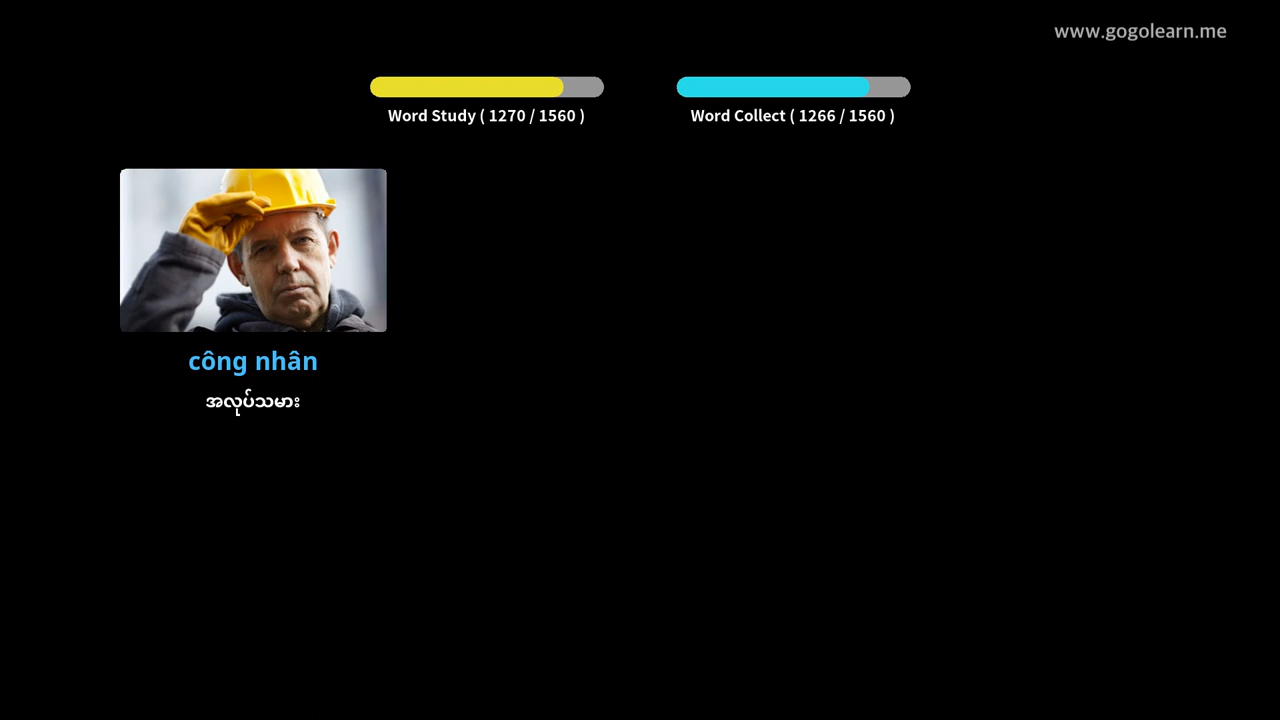 www.gogolearn.me
Word Study ( 1270 / 1560 )
Word Collect ( 1266 / 1560 )
công nhân
အလုပ်သမား